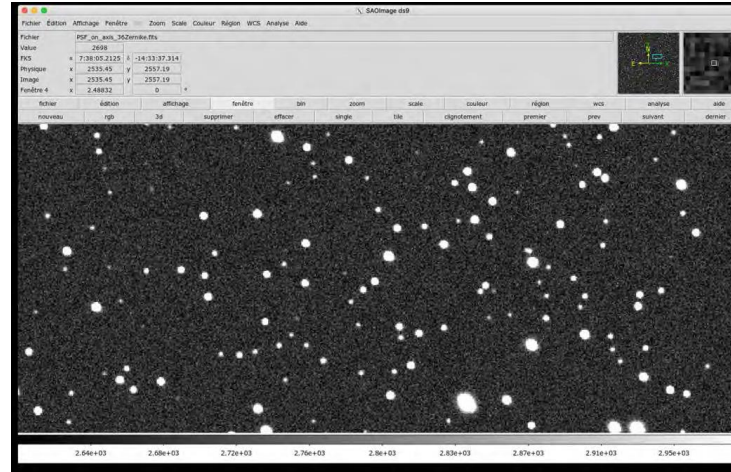 SAOImage ds9
Fichier Édition Affichage Fenêtre Bin Zoom Scale Couleur Région WCS Analyse Aide
Fichier PSF_on_axis_36Zernike.fits
Value 2698
FK5 x 7:38:05.2125 δ -14:33:37.314
Physique x 2535.45 y 2557.19
Image x 2535.45 y 2557.19
Fenêtre 4 x 2.48832 0 °
N
E
fichier édition affichage fenêtre bin zoom scale couleur région wcs analyse aide
nouveau rgb 3d supprimer effacer single tile clignotement premier prev suivant dernier
2.64e+03 2.68e+03 2.72e+03 2.76e+03 2.8e+03 2.83e+03 2.87e+03 2.91e+03 2.95e+03